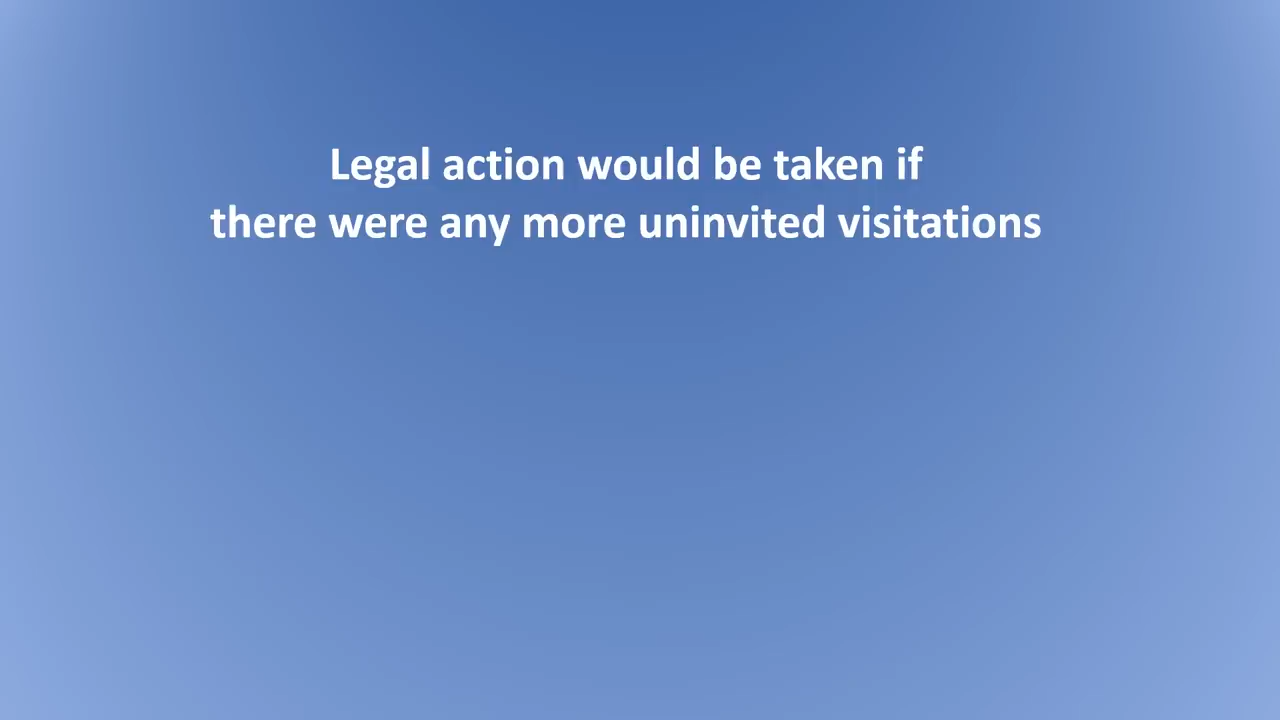 Legal action would be taken if
there were any more uninvited visitations